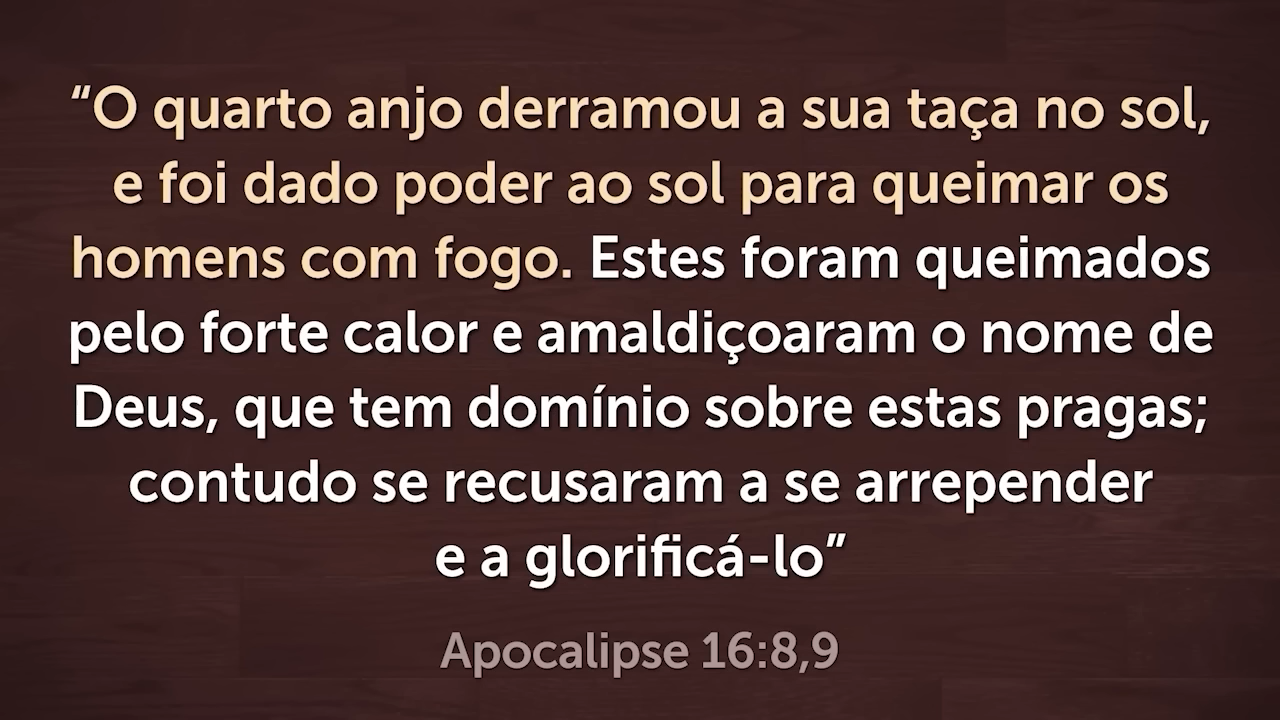 “O quarto anjo derramou a sua taça no sol,
e foi dado poder ao sol para queimar os
homens com fogo. Estes foram queimados
pelo forte calor e amaldiçoaram o nome de
Deus, que tem domínio sobre estas pragas;
contudo se recusaram a se arrepender
e a glorificá-lo”
Apocalipse 16:8,9